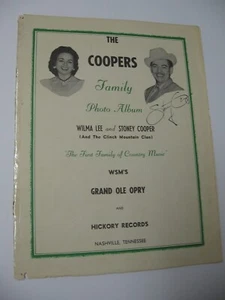 THE
COOPERS
Family
Photo Album
WILMA LEE and STONEY COOPER
(And The Clinch Mountain Clan)
"The First Family of Country Music"
WSM'S
GRAND OLE OPRY
and
HICKORY RECORDS
NASHVILLE, TENNESSEE